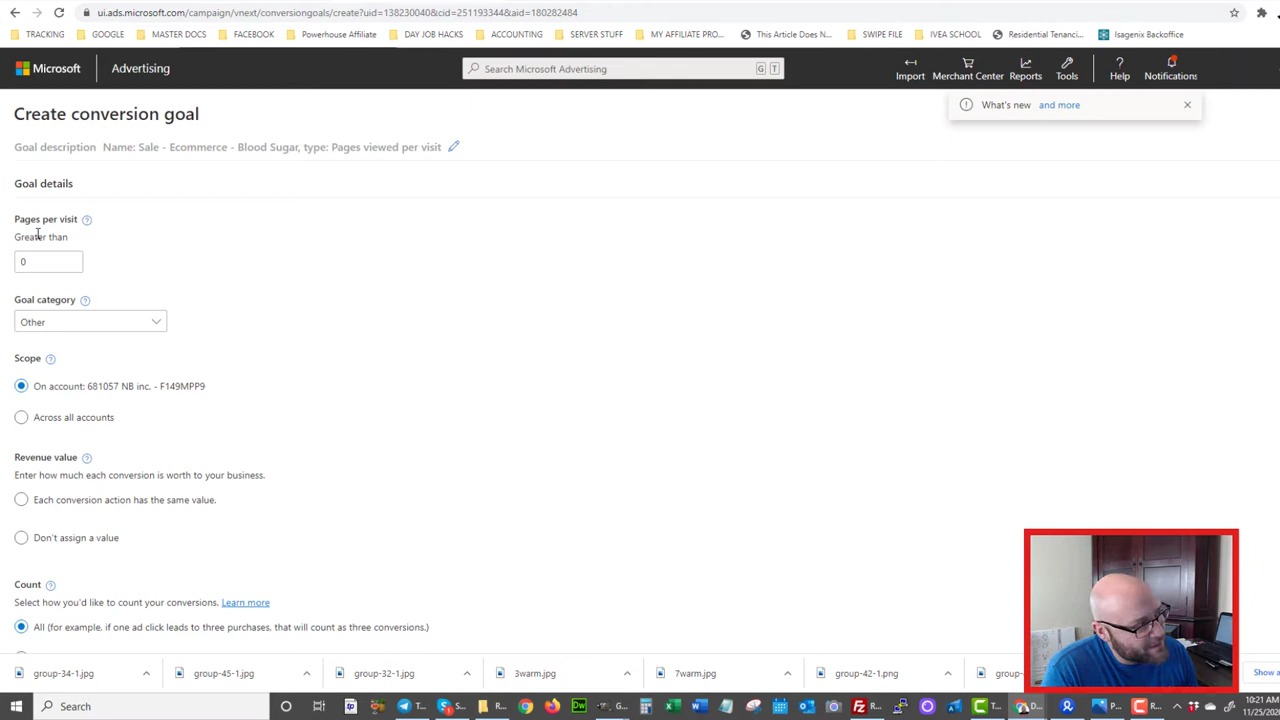 ui.ads.microsoft.com/campaign/vnext/conversiongoals/create?uid=138230040&cid=251193344&aid=180282484
TRACKING GOOGLE MASTER DOCS FACEBOOK Powerhouse Affiliate DAY JOB HACKS ACCOUNTING SERVER STUFF MY AFFILIATE PRO... This Article Does N... SWIPE FILE IVEA SCHOOL Residential Tenanci... Isagenix Backoffice
Microsoft Advertising Search Microsoft Advertising G T Import Merchant Center Reports Tools Help Notifications
What's new and more
Create conversion goal
Goal description Name: Sale - Ecommerce - Blood Sugar, type: Pages viewed per visit
Goal details
Pages per visit
Greater than
0
Goal category
Other
Scope
On account: 681057 NB inc. - F149MPP9
Across all accounts
Revenue value
Enter how much each conversion is worth to your business.
Each conversion action has the same value.
Don't assign a value
Count
Select how you'd like to count your conversions. Learn more
All (for example, if one ad click leads to three purchases, that will count as three conversions.)
group-34-1.jpg group-45-1.jpg group-32-1.jpg 3warm.jpg 7warm.jpg group-42-1.png group- Show a
Search T... S... R... G... R... T... D... P... R... 10:21 AM
11/25/20